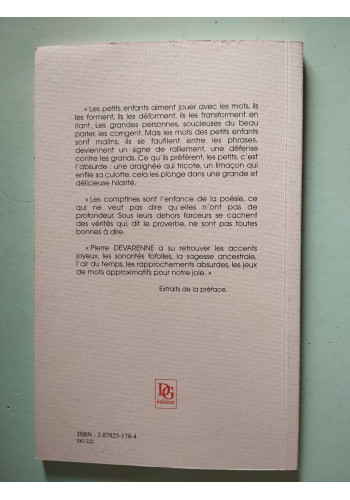 « Les petits enfants aiment jouer avec les mots, ils
les forment, ils les déforment, ils les transforment en
riant. Les grandes personnes, soucieuses du beau
parler, les corrigent. Mais les mots des petits enfants
sont malins, ils se faufilent entre les phrases,
deviennent un signe de ralliement, une défense
contre les grands. Ce qu'ils préfèrent, les petits, c'est
l'absurde : une araignée qui tricote, un limaçon qui
enfile sa culotte, cela les plonge dans une grande et
délicieuse hilarité.
« Les comptines sont l'enfance de la poésie, ce
qui ne veut pas dire qu'elles n'ont pas de
profondeur. Sous leurs dehors farceurs se cachent
des vérités qui, dit le proverbe, ne sont pas toutes
bonnes à dire.
« Pierre DEVARENNE a su retrouver les accents
joyeux, les sonorités fofolles, la sagesse ancestrale,
l'air du temps, les rapprochements absurdes, les jeux
de mots approximatifs pour notre joie. »
Extraits de la préface.
DG
éditeur
ISBN : 2-87825-178-4
DG 222